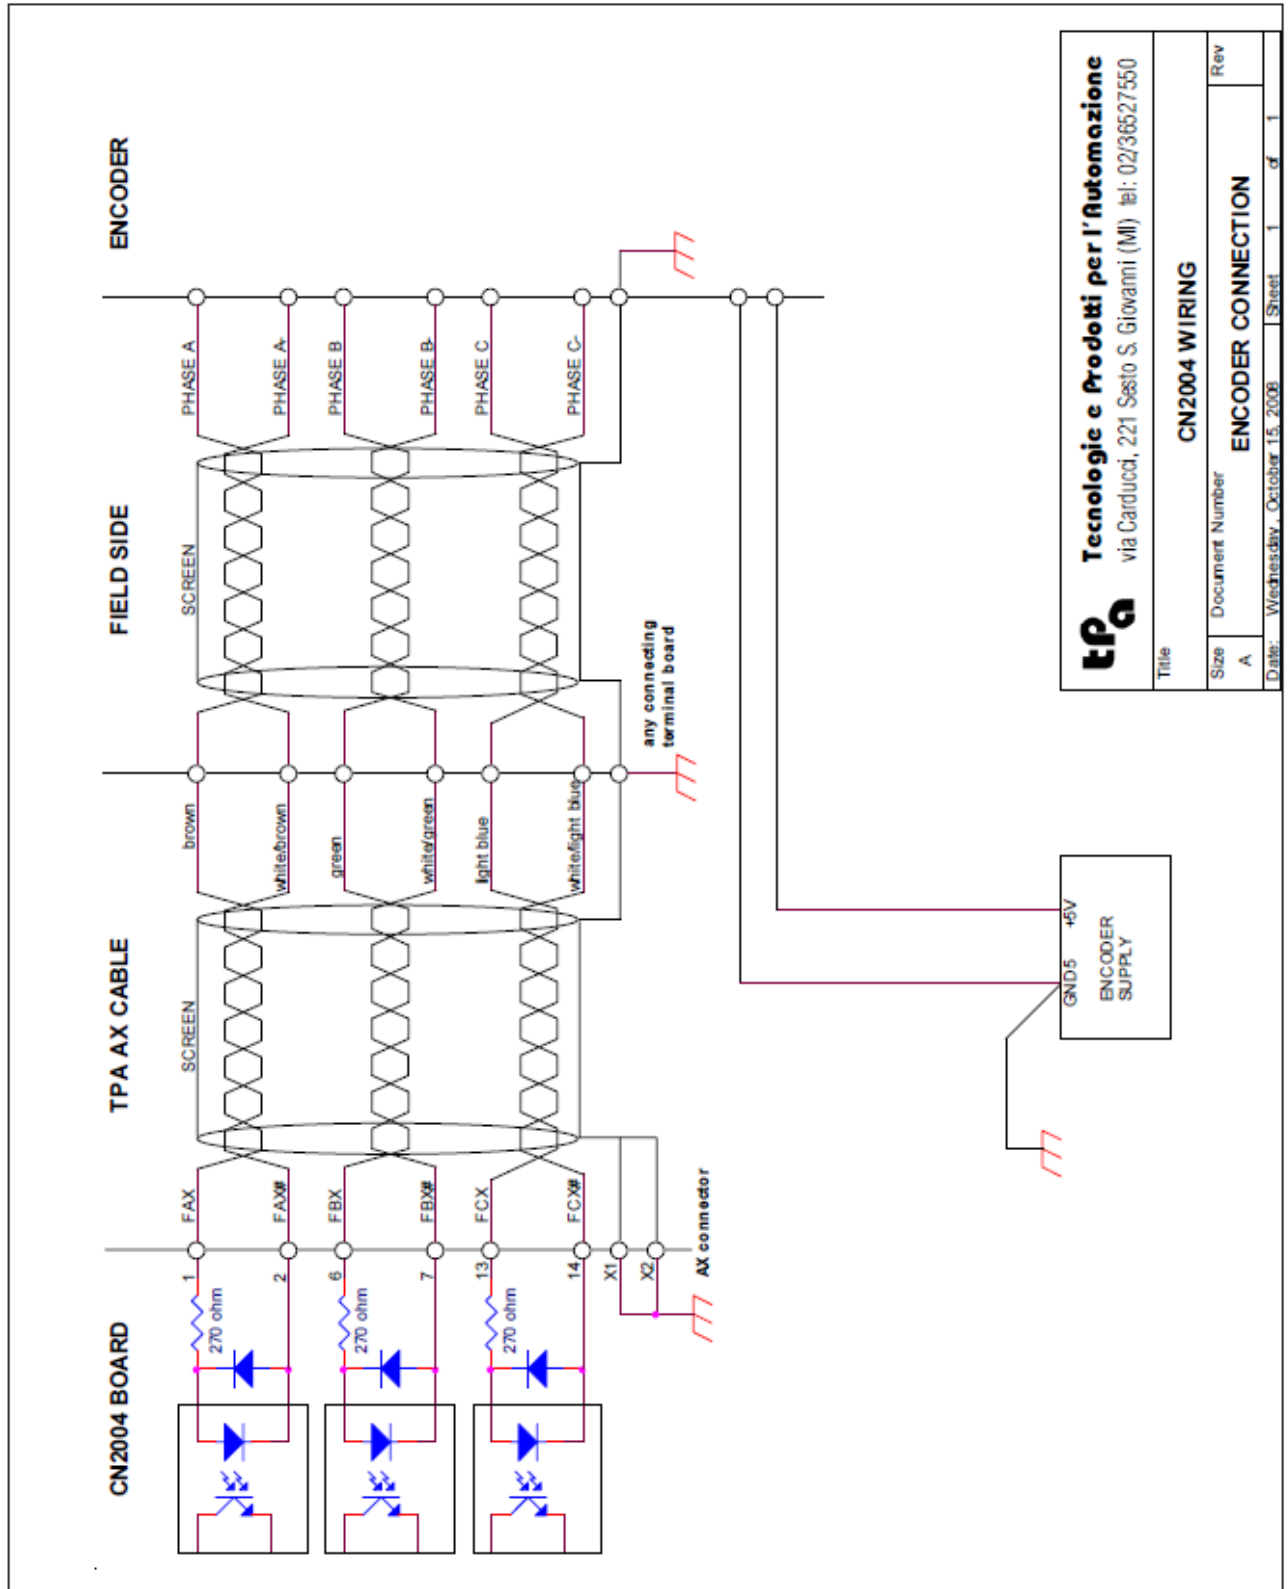 CN2004 BOARD
TPA AX CABLE
FIELD SIDE
ENCODER
SCREEN
SCREEN
1
FAX
brown
PHASE A
270 ohm
2
FAX#
white/brown
PHASE A-
6
FBX
green
PHASE B
270 ohm
7
FBX#
white/green
PHASE B-
13
FCX
light blue
PHASE C
270 ohm
14
FCX#
white/light blue
PHASE C-
X1
X2
any connecting
terminal board
AX connector
GND5
+5V
ENCODER
SUPPLY
tpa
Tecnologie e Prodotti per l'Automazione
via Carducci, 221 Sesto S. Giovanni (MI) tel: 02/36527550
Title
CN2004 WIRING
Size
Document Number
Rev
A
ENCODER CONNECTION
Date:
Wednesday, October 15, 2008
Sheet
1
of
1